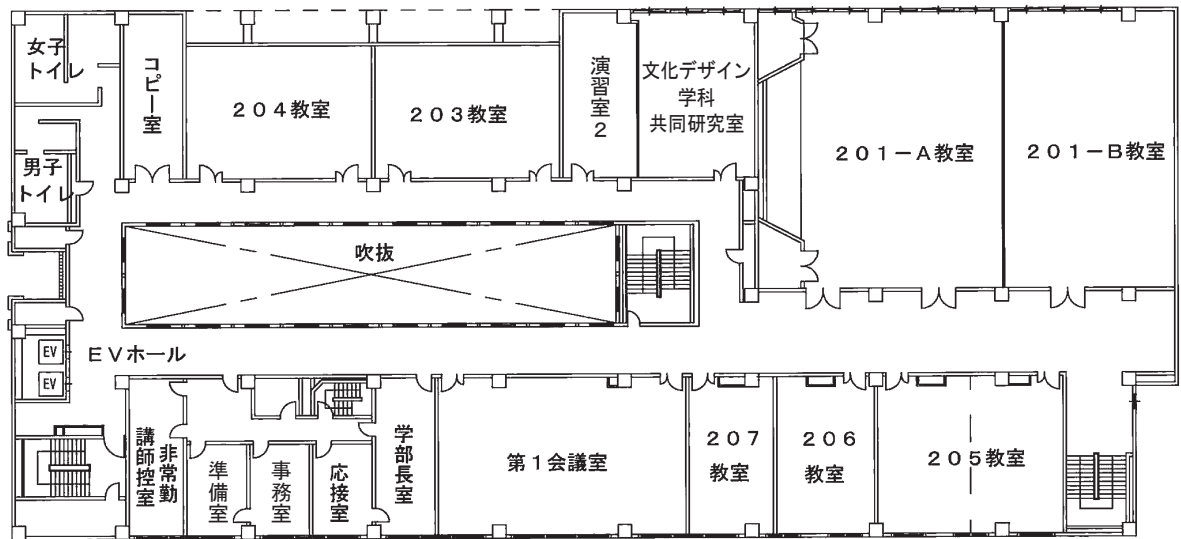 女子
トイレ
コピー室
２０４教室
２０３教室
演習室２
文化デザイン
学科
共同研究室
２０１－Ａ教室
２０１－Ｂ教室
男子
トイレ
吹抜
EV
EV
ＥＶホール
非常勤
講師控室
準備室
事務室
応接室
学部長室
第１会議室
２０７
教室
２０６
教室
２０５教室